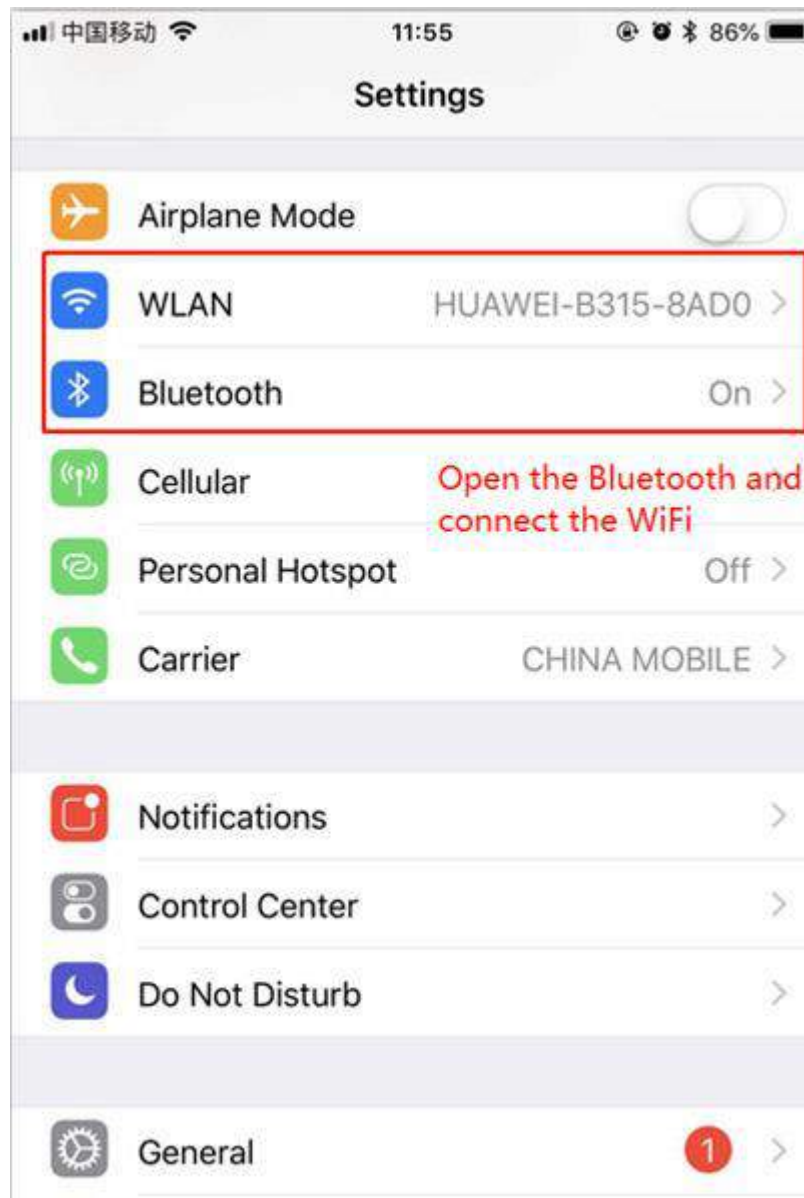 中国移动 11:55 86%
Settings
Airplane Mode
WLAN HUAWEI-B315-8AD0
Bluetooth On
Cellular
Open the Bluetooth and
connect the WiFi
Personal Hotspot Off
Carrier CHINA MOBILE
Notifications
Control Center
Do Not Disturb
General 1